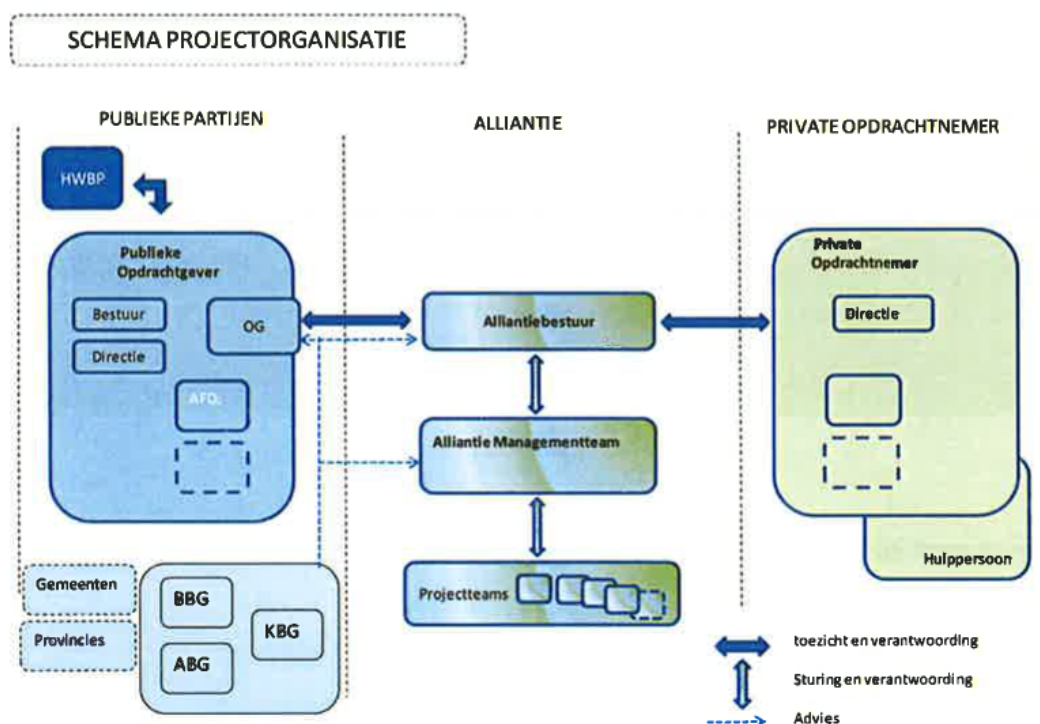 SCHEMA PROJECTORGANISATIE
PUBLIEKE PARTIJEN
ALLIANTIE
PRIVATE OPDRACHTNEMER
HWBP
Publieke
Opdrachtgever
Bestuur
Directie
OG
AFD.
Alliantiebestuur
Alliantie Managementteam
Projectteams
Private
Opdrachtnemer
Directie
Hulppersoon
Gemeenten
Provincies
BBG
ABG
KBG
toezicht en verantwoording
Sturing en verantwoording
Advies